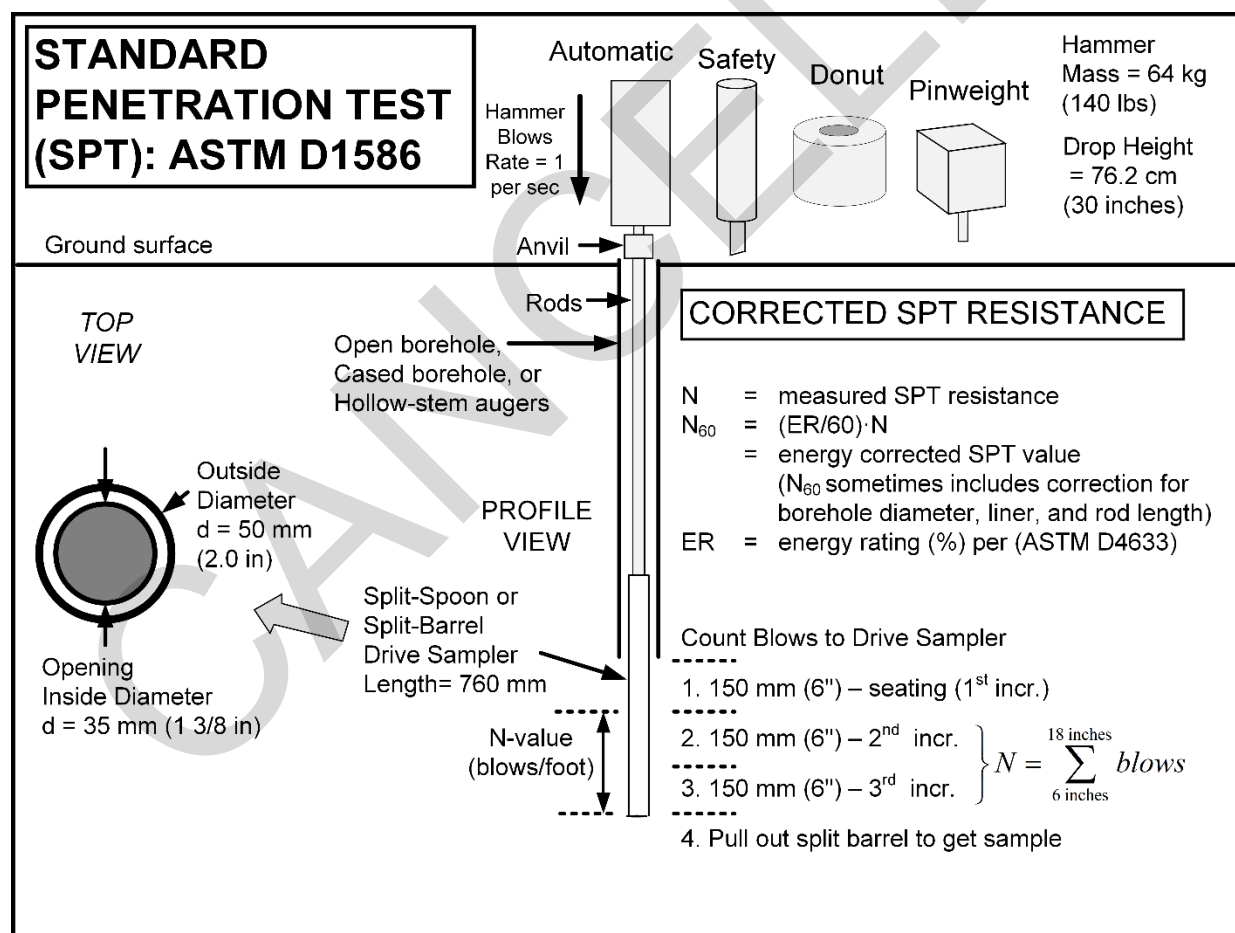 STANDARD
PENETRATION TEST
(SPT): ASTM D1586
Automatic
Safety
Donut
Pinweight
Hammer
Blows
Rate = 1
per sec
Hammer
Mass = 64 kg
(140 lbs)
Drop Height
= 76.2 cm
(30 inches)
Ground surface
Anvil
Rods
TOP
VIEW
Open borehole,
Cased borehole, or
Hollow-stem augers
CORRECTED SPT RESISTANCE
N = measured SPT resistance
N₆₀ = (ER/60)·N
= energy corrected SPT value
(N₆₀ sometimes includes correction for
borehole diameter, liner, and rod length)
ER = energy rating (%) per (ASTM D4633)
Outside
Diameter
d = 50 mm
(2.0 in)
PROFILE
VIEW
Opening
Inside Diameter
d = 35 mm (1 3/8 in)
Split-Spoon or
Split-Barrel
Drive Sampler
Length= 760 mm
N-value
(blows/foot)
Count Blows to Drive Sampler
1. 150 mm (6") – seating (1st incr.)
2. 150 mm (6") – 2nd incr.
3. 150 mm (6") – 3rd incr.
18 inches
N = ∑ blows
6 inches
4. Pull out split barrel to get sample